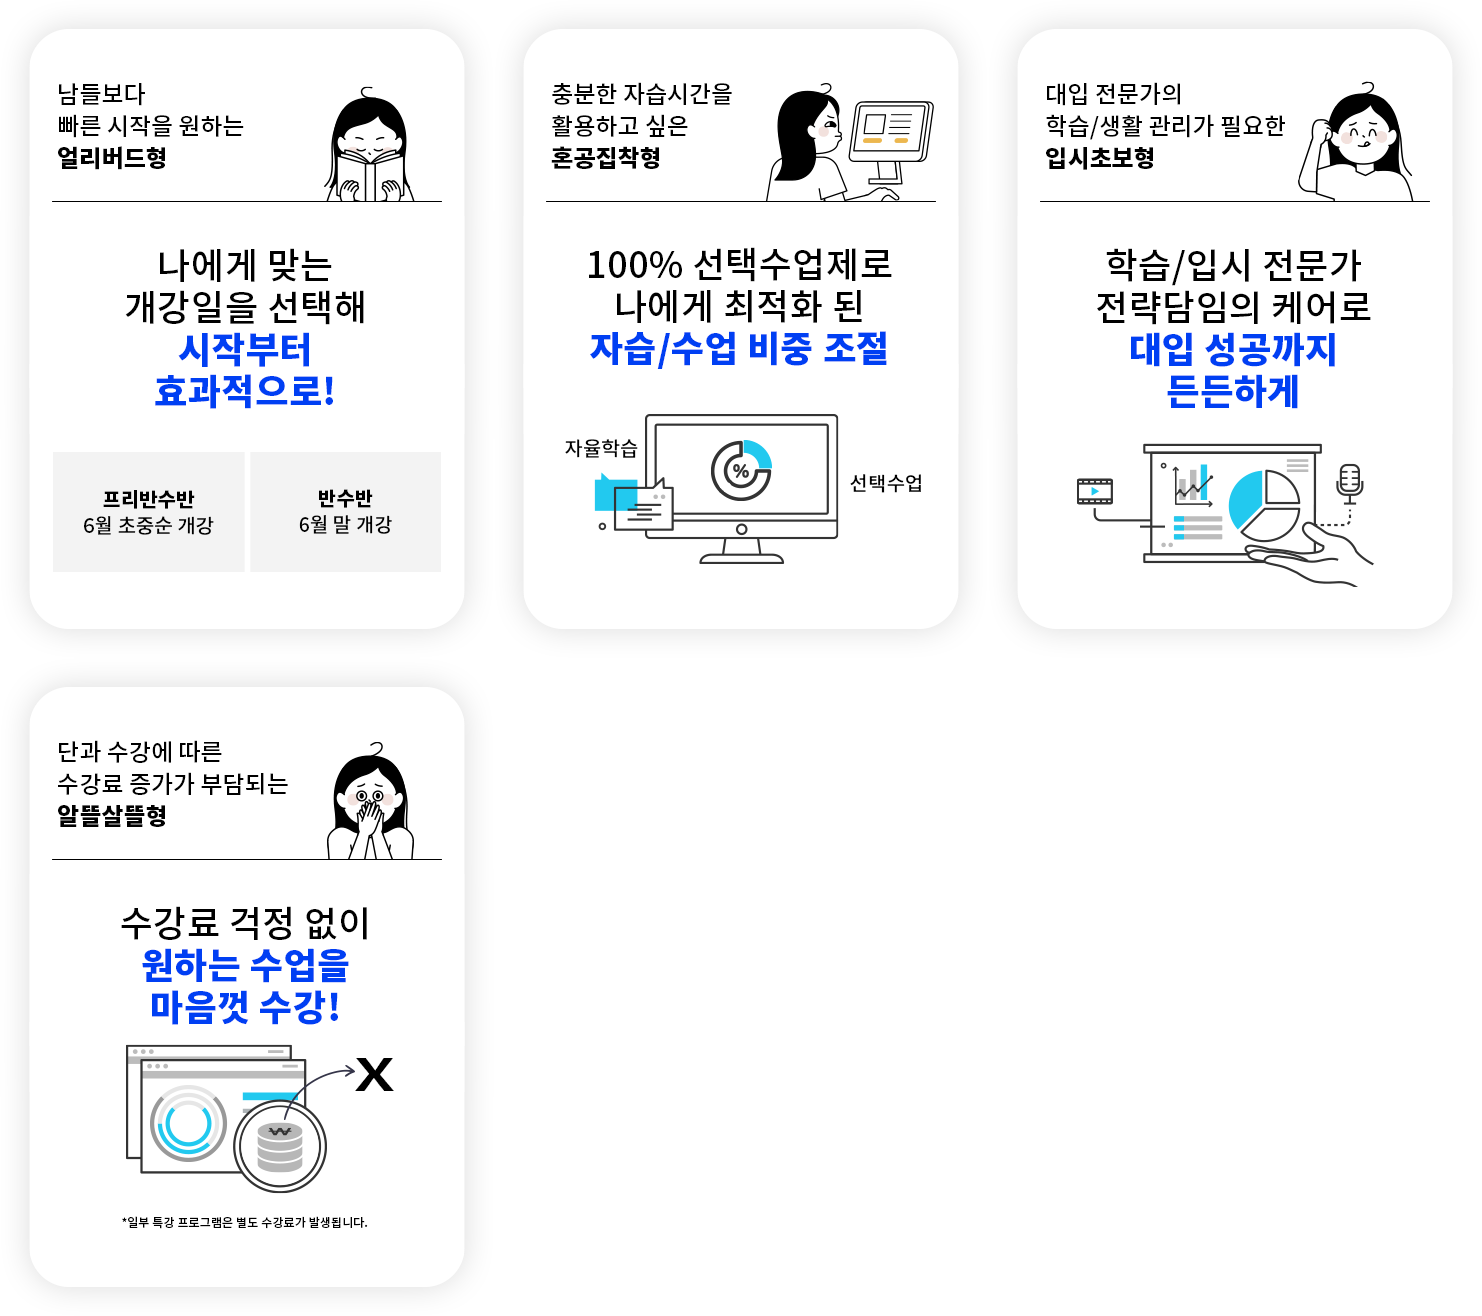 남들보다
빠른 시작을 원하는
얼리버드형
나에게 맞는
개강일을 선택해
시작부터
효과적으로!
프리반수반
6월 초중순 개강
반수반
6월 말 개강
충분한 자습시간을
활용하고 싶은
혼공집착형
100% 선택수업제로
나에게 최적화 된
자습/수업 비중 조절
자율학습
%
선택수업
대입 전문가의
학습/생활 관리가 필요한
입시초보형
학습/입시 전문가
전략담임의 케어로
대입 성공까지
든든하게
단과 수강에 따른
수강료 증가가 부담되는
알뜰살뜰형
수강료 걱정 없이
원하는 수업을
마음껏 수강!
X
₩
*일부 특강 프로그램은 별도 수강료가 발생됩니다.